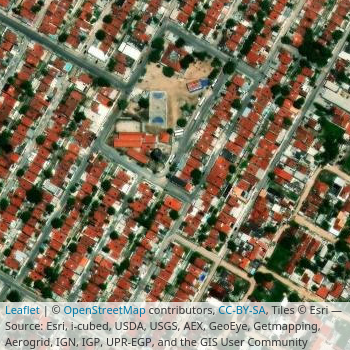 Leaflet | © OpenStreetMap contributors, CC-BY-SA, Tiles © Esri —
Source: Esri, i-cubed, USDA, USGS, AEX, GeoEye, Getmapping,
Aerogrid, IGN, IGP, UPR-EGP, and the GIS User Community